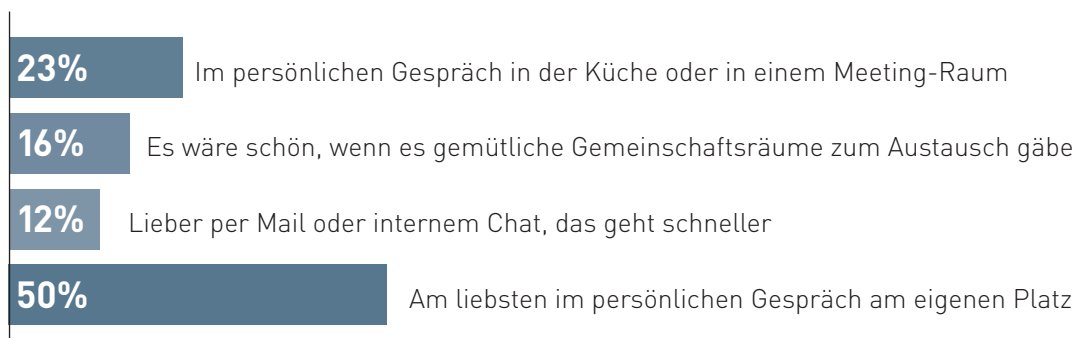 23% Im persönlichen Gespräch in der Küche oder in einem Meeting-Raum
16% Es wäre schön, wenn es gemütliche Gemeinschaftsräume zum Austausch gäbe
12% Lieber per Mail oder internem Chat, das geht schneller
50% Am liebsten im persönlichen Gespräch am eigenen Platz